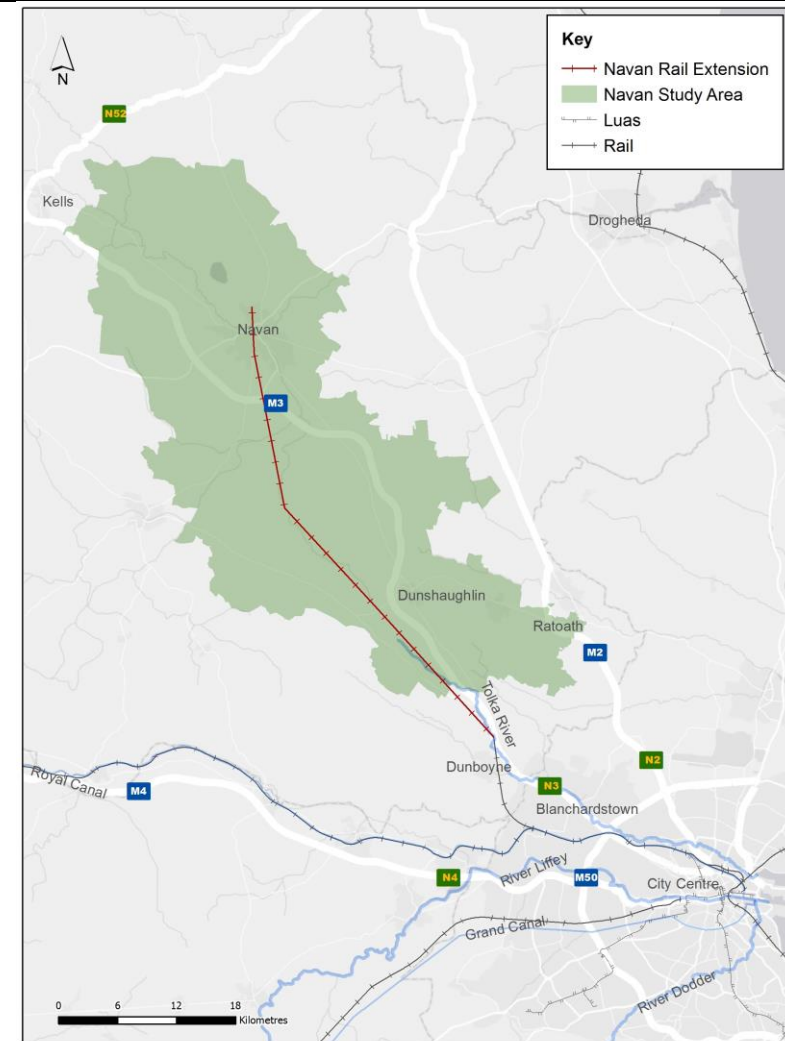 Key
Navan Rail Extension
Navan Study Area
Luas
Rail
N
N52
Kells
Drogheda
Navan
M3
Dunshaughlin
Ratoath
M2
Tolka River
Dunboyne
N2
N3
Royal Canal
M4
Blanchardstown
River Liffey
N4
M50
City Centre
Grand Canal
River Dodder
0 6 12 18
Kilometres